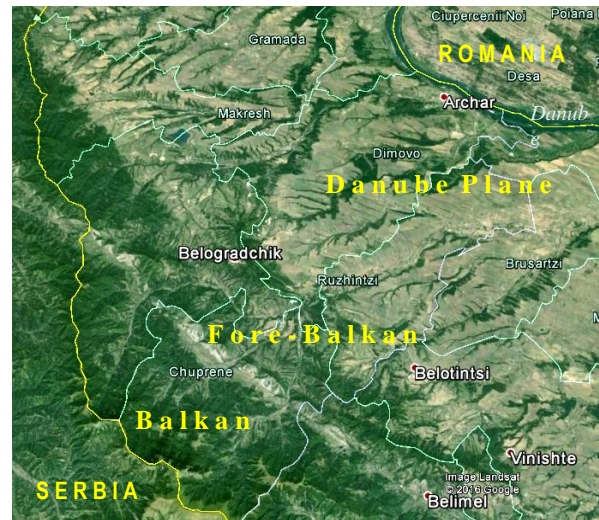 Ciupercenii Noi
Poiana
Gramada
ROMANIA
Desa
Archar
Makresh
Danub
e
Dimovo
Danube Plane
Belogradchik
Brusartzi
Ruzhintzi
Fore-Balkan
Chuprene
Belotintsi
Balkan
Vinishte
Image Landsat
© 2016 Google
SERBIA
Belimel